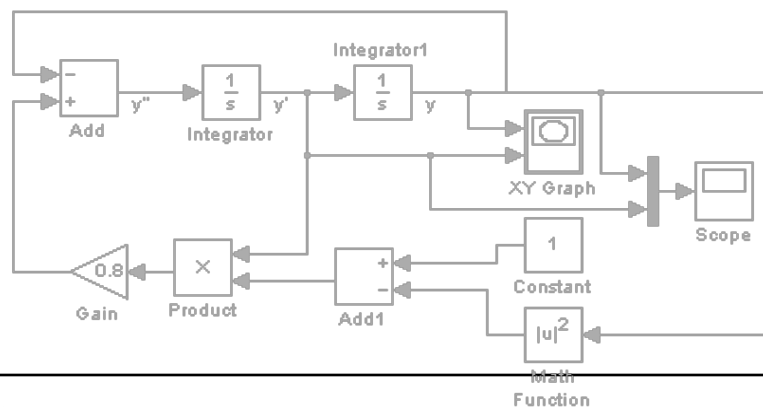 Integrator1
−
+
Add
y''
1
s
Integrator
y'
1
s
y
XY Graph
Scope
0.8
Gain
×
Product
+
−
Add1
1
Constant
|u|²
Math
Function